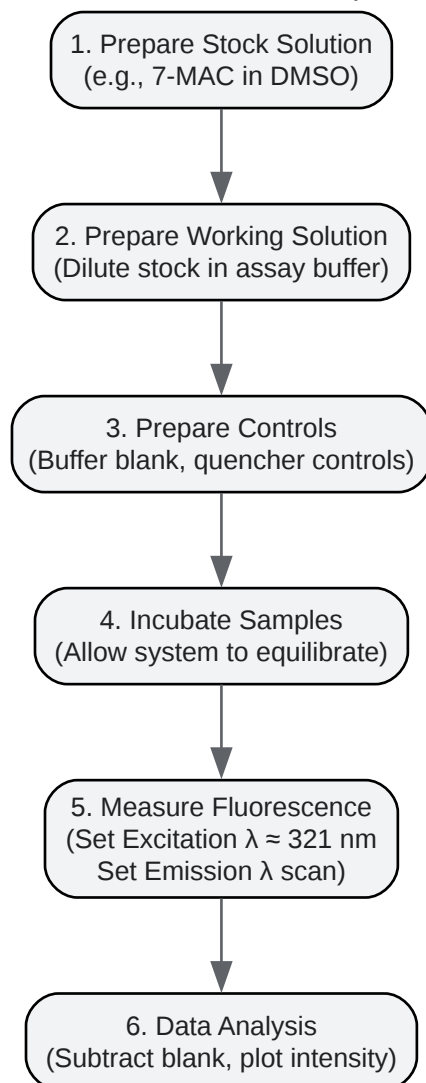 1. Prepare Stock Solution
(e.g., 7-MAC in DMSO)
2. Prepare Working Solution
(Dilute stock in assay buffer)
3. Prepare Controls
(Buffer blank, quencher controls)
4. Incubate Samples
(Allow system to equilibrate)
5. Measure Fluorescence
(Set Excitation λ ≈ 321 nm
Set Emission λ scan)
6. Data Analysis
(Subtract blank, plot intensity)